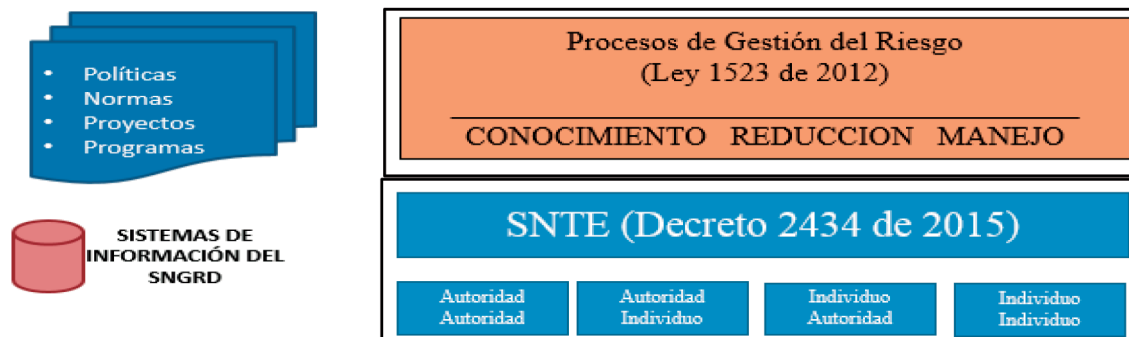 • Políticas
• Normas
• Proyectos
• Programas
SISTEMAS DE
INFORMACIÓN DEL
SNGRD
Procesos de Gestión del Riesgo
(Ley 1523 de 2012)
CONOCIMIENTO REDUCCION MANEJO
SNTE (Decreto 2434 de 2015)
Autoridad
Autoridad
Autoridad
Individuo
Individuo
Autoridad
Individuo
Individuo